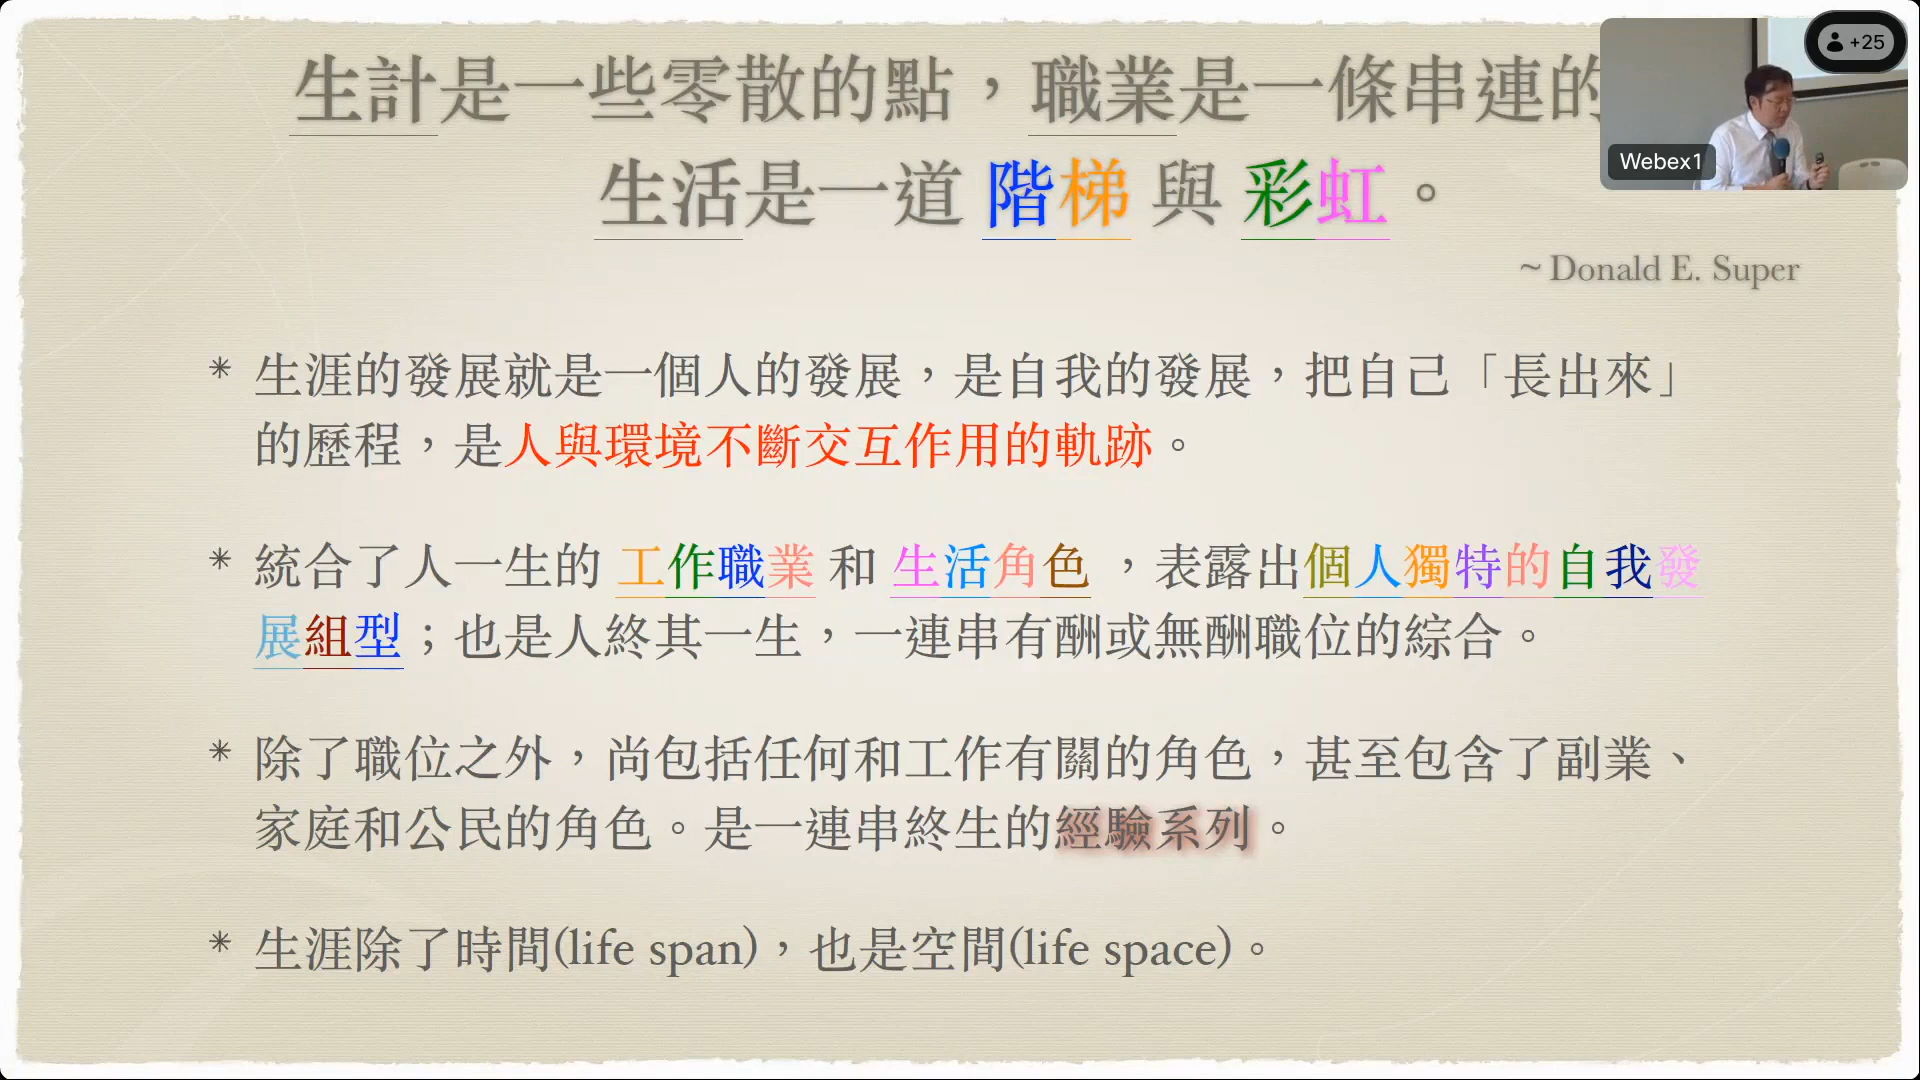 生計是一些零散的點，職業是一條串連的
生活是一道 階梯 與 彩虹。
~ Donald E. Super
+25
Webex1
* 生涯的發展就是一個人的發展，是自我的發展，把自己「長出來」
的歷程，是人與環境不斷交互作用的軌跡。
* 統合了人一生的 工作職業 和 生活角色 ，表露出個人獨特的自我發
展組型；也是人終其一生，一連串有酬或無酬職位的綜合。
* 除了職位之外，尚包括任何和工作有關的角色，甚至包含了副業、
家庭和公民的角色。是一連串終生的經驗系列。
* 生涯除了時間(life span)，也是空間(life space)。